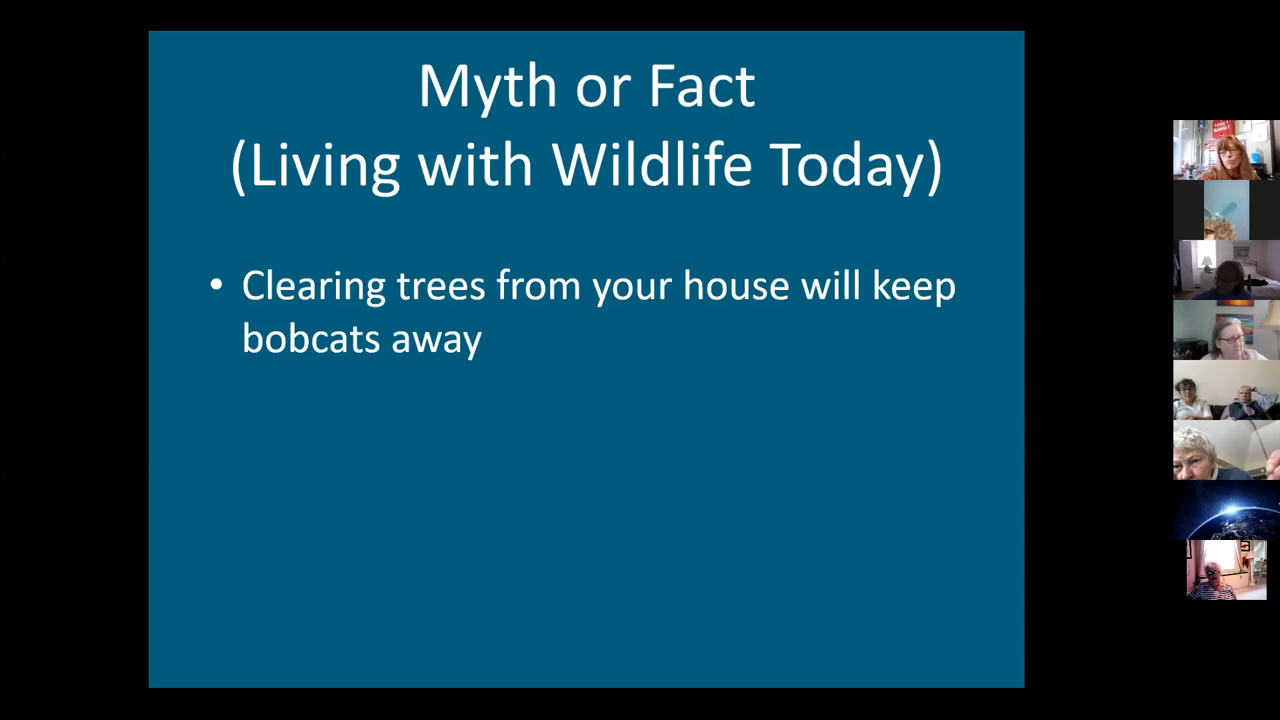 Myth or Fact
(Living with Wildlife Today)
• Clearing trees from your house will keep
bobcats away